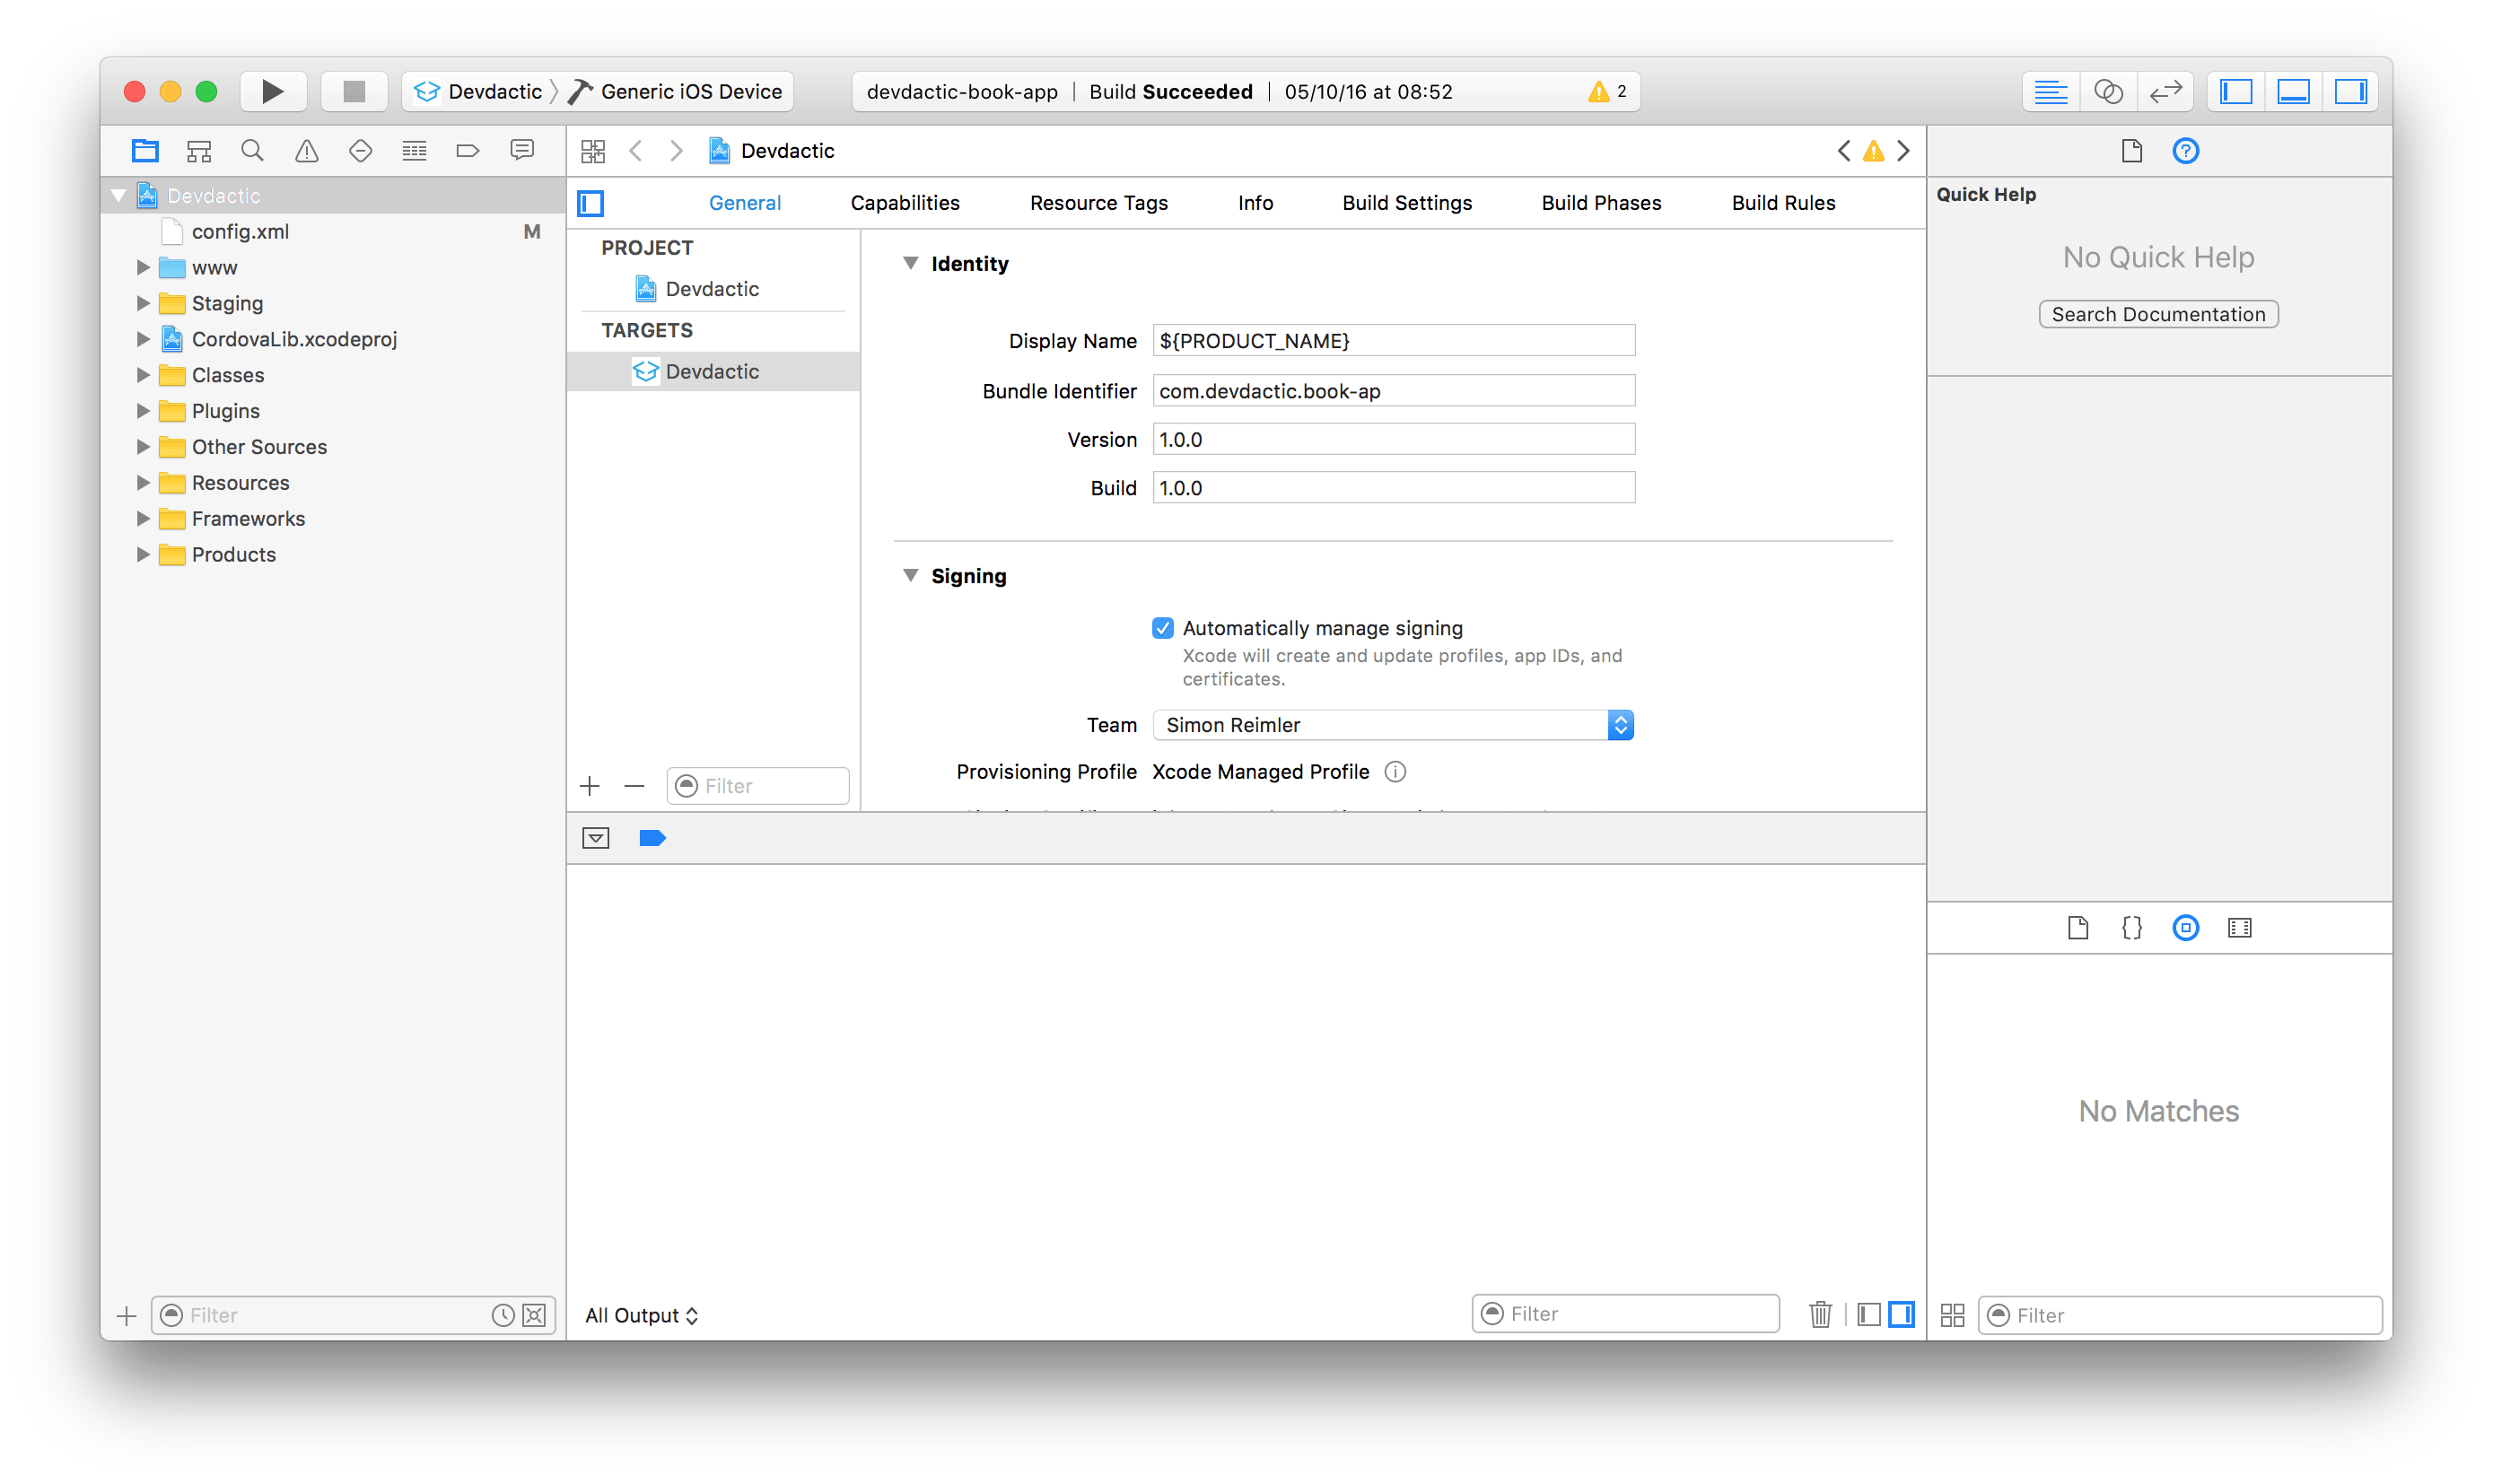 Devdactic
Generic iOS Device
devdactic-book-app
Build Succeeded
05/10/16 at 08:52
2
Devdactic
Devdactic
config.xml
M
www
Staging
CordovaLib.xcodeproj
Classes
Plugins
Other Sources
Resources
Frameworks
Products
Filter
General
Capabilities
Resource Tags
Info
Build Settings
Build Phases
Build Rules
PROJECT
Devdactic
TARGETS
Devdactic
Filter
Identity
Display Name
${PRODUCT_NAME}
Bundle Identifier
com.devdactic.book-ap
Version
1.0.0
Build
1.0.0
Signing
Automatically manage signing
Xcode will create and update profiles, app IDs, and
certificates.
Team
Simon Reimler
Provisioning Profile
Xcode Managed Profile
All Output
Filter
Quick Help
No Quick Help
Search Documentation
{}
No Matches
Filter